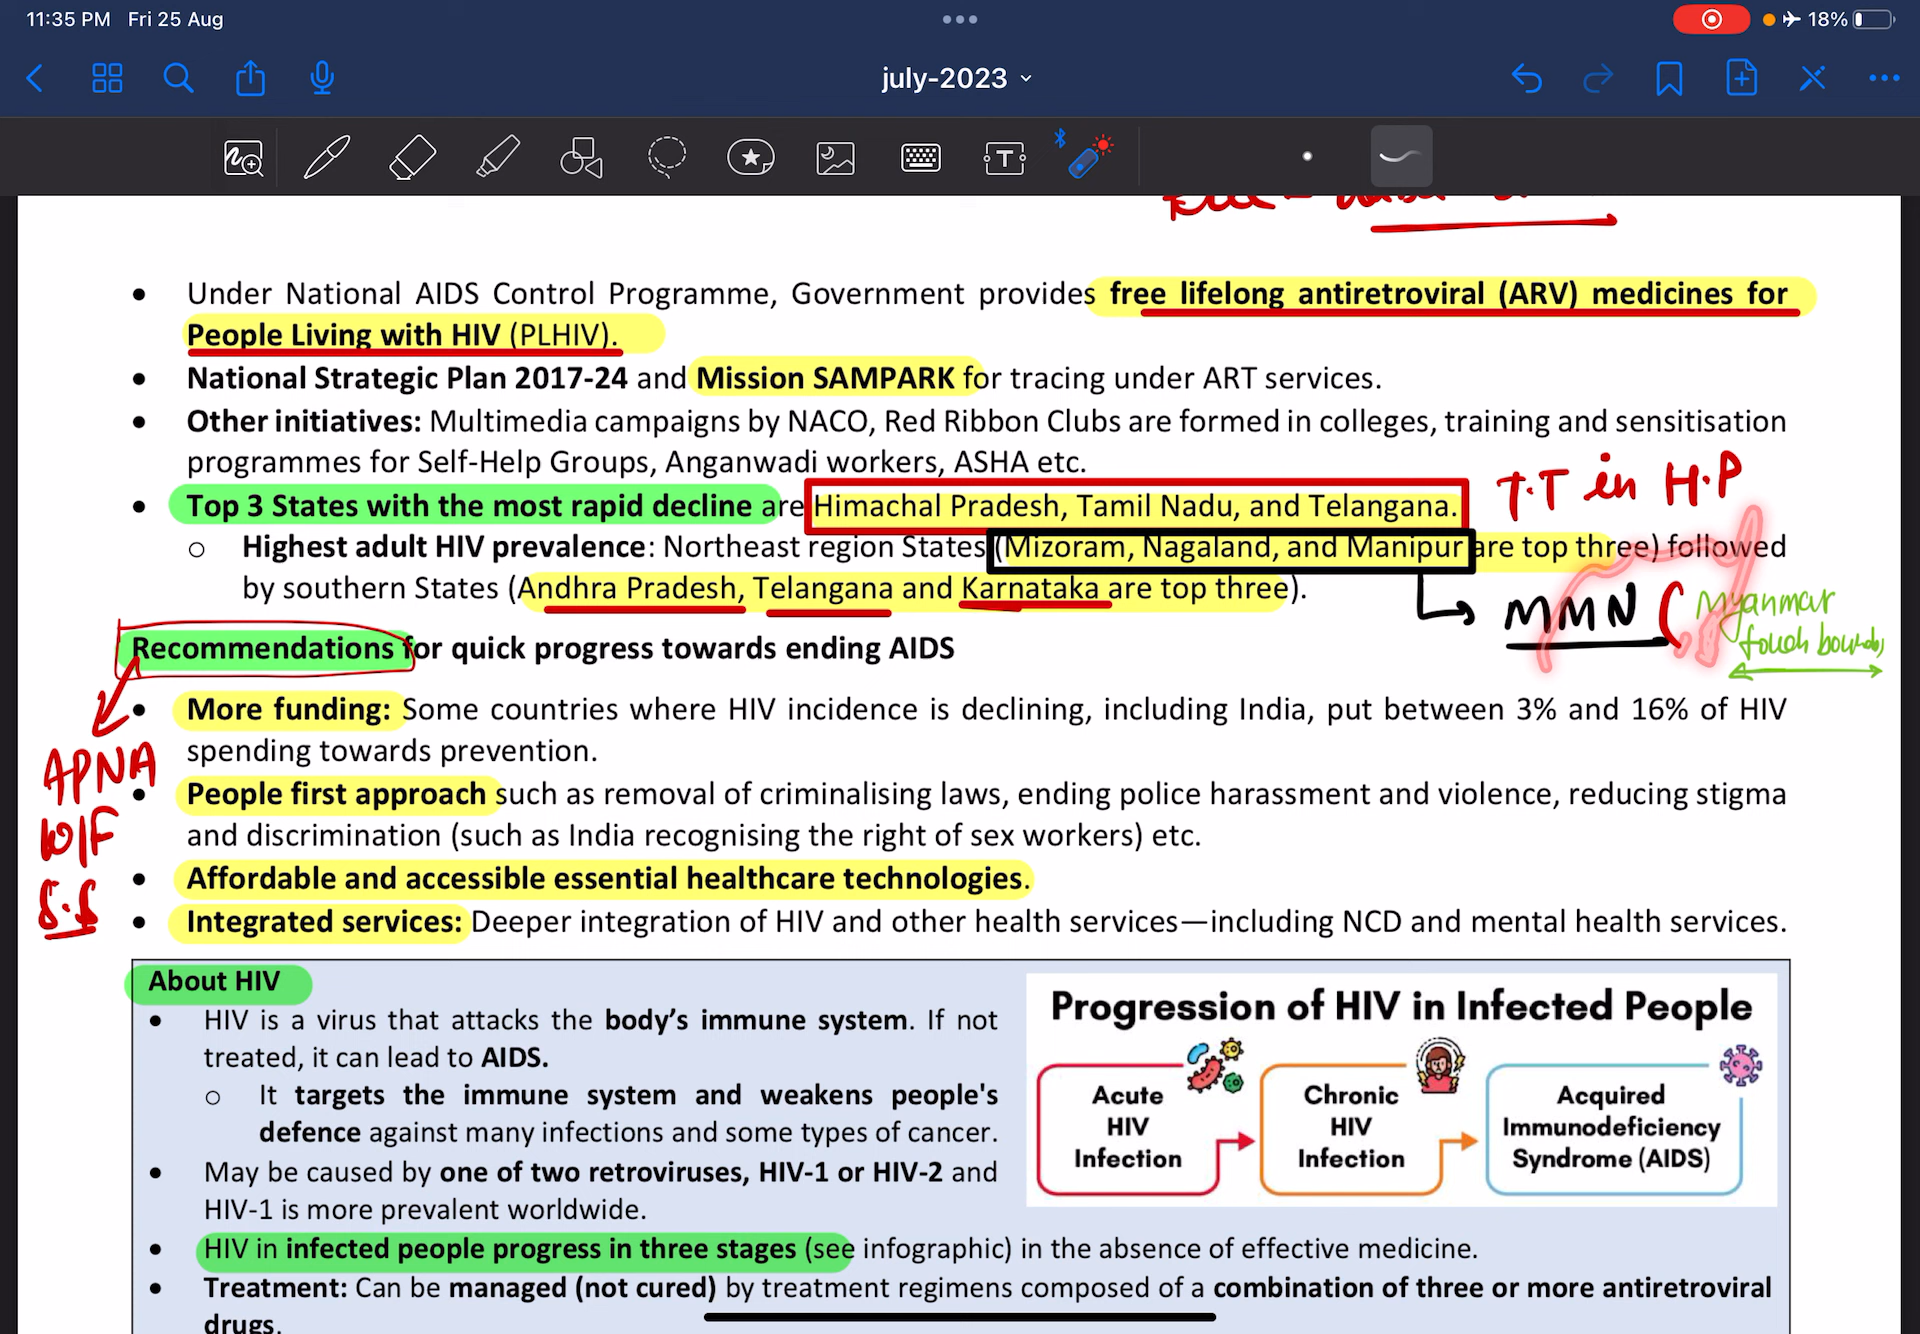 11:35 PM Fri 25 Aug
18%
july-2023
Under National AIDS Control Programme, Government provides free lifelong antiretroviral (ARV) medicines for
People Living with HIV (PLHIV).
National Strategic Plan 2017-24 and Mission SAMPARK for tracing under ART services.
Other initiatives: Multimedia campaigns by NACO, Red Ribbon Clubs are formed in colleges, training and sensitisation
programmes for Self-Help Groups, Anganwadi workers, ASHA etc.
T.T in H.P
Top 3 States with the most rapid decline are Himachal Pradesh, Tamil Nadu, and Telangana.
Highest adult HIV prevalence: Northeast region States (Mizoram, Nagaland, and Manipur are top three) followed
by southern States (Andhra Pradesh, Telangana and Karnataka are top three).
MMN ( Myanmar
touch
Recommendations for quick progress towards ending AIDS
More funding: Some countries where HIV incidence is declining, including India, put between 3% and 16% of HIV
spending towards prevention.
APNA
People first approach such as removal of criminalising laws, ending police harassment and violence, reducing stigma
and discrimination (such as India recognising the right of sex workers) etc.
Affordable and accessible essential healthcare technologies.
Integrated services: Deeper integration of HIV and other health services—including NCD and mental health services.
About HIV
HIV is a virus that attacks the body's immune system. If not
treated, it can lead to AIDS.
It targets the immune system and weakens people's
defence against many infections and some types of cancer.
May be caused by one of two retroviruses, HIV-1 or HIV-2 and
HIV-1 is more prevalent worldwide.
Progression of HIV in Infected People
Acute
HIV
Infection
Chronic
HIV
Infection
Acquired
Immunodeficiency
Syndrome (AIDS)
HIV in infected people progress in three stages (see infographic) in the absence of effective medicine.
Treatment: Can be managed (not cured) by treatment regimens composed of a combination of three or more antiretroviral
drugs.